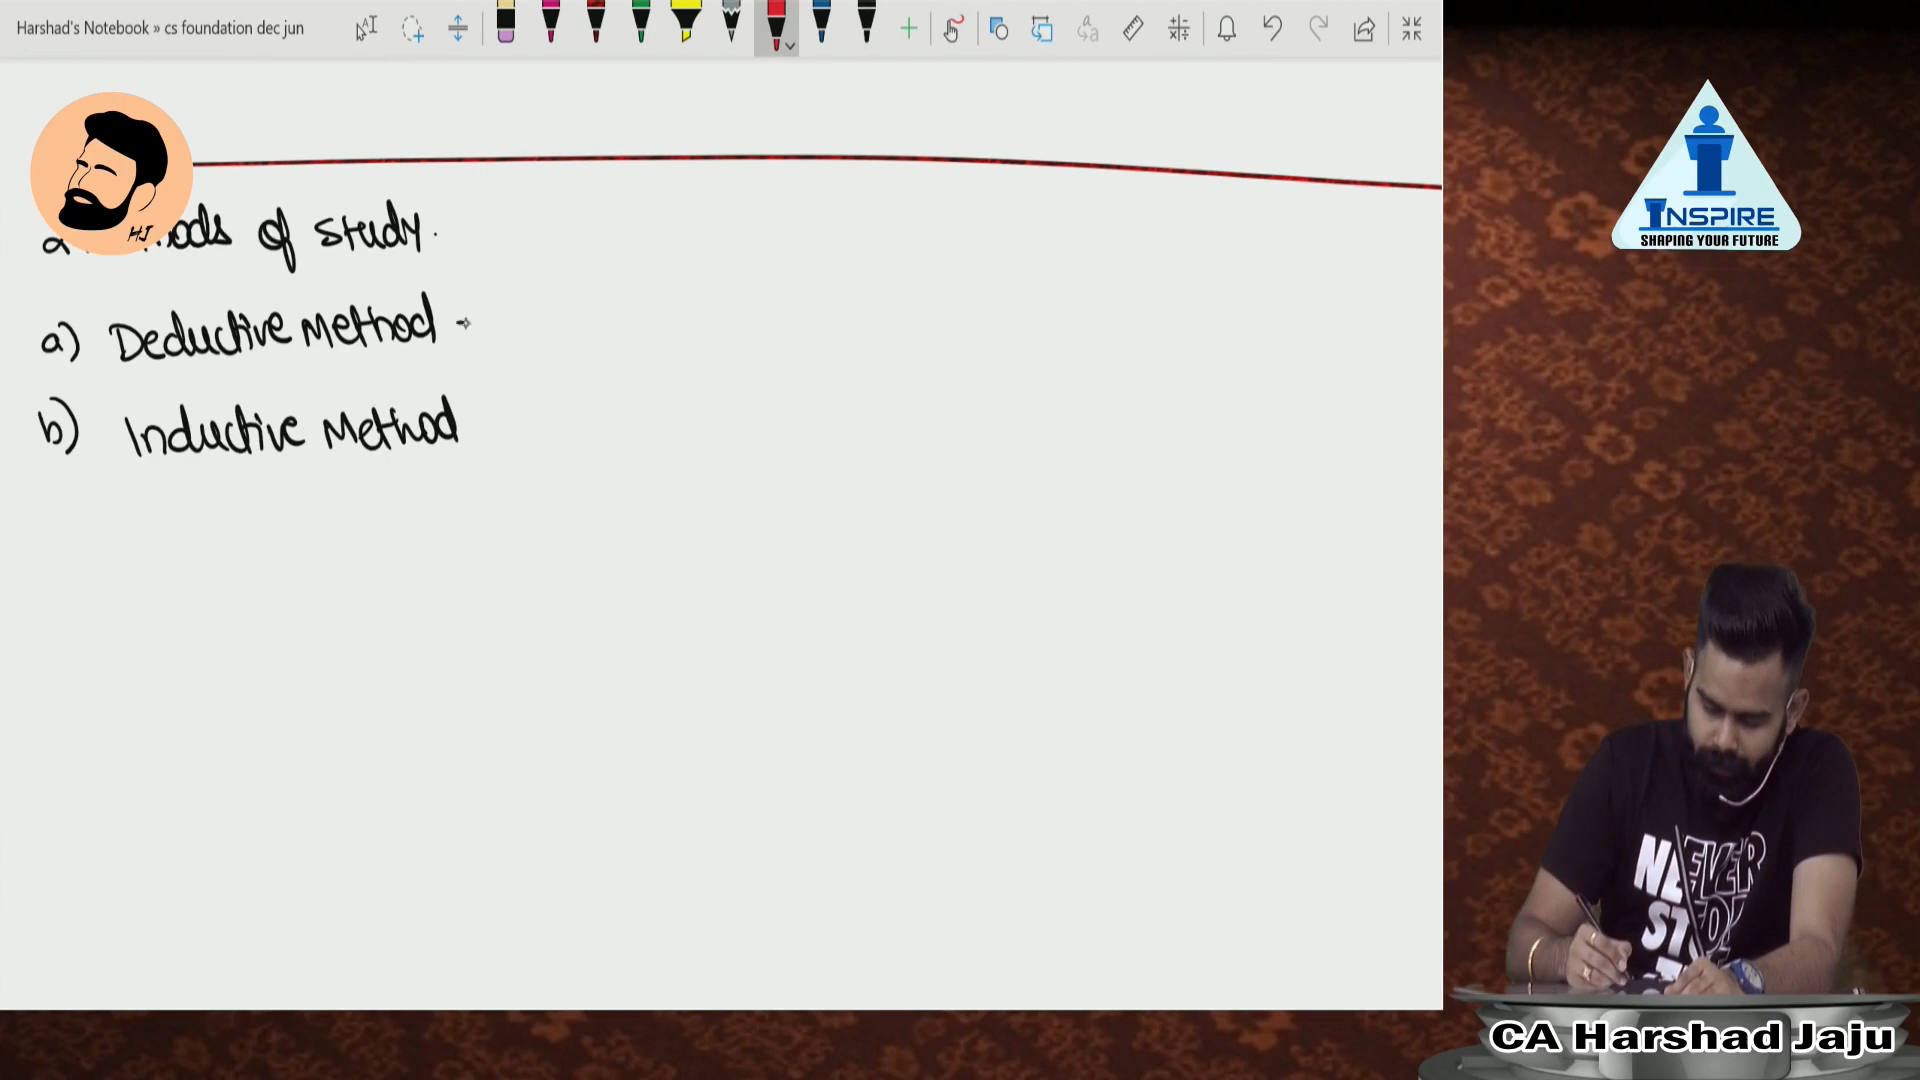 Harshad's Notebook » cs foundation dec jun
HJ
of study.
a) Deductive Method -
b) Inductive Method
INSPIRE
SHAPING YOUR FUTURE
NEVER
CA Harshad Jaju